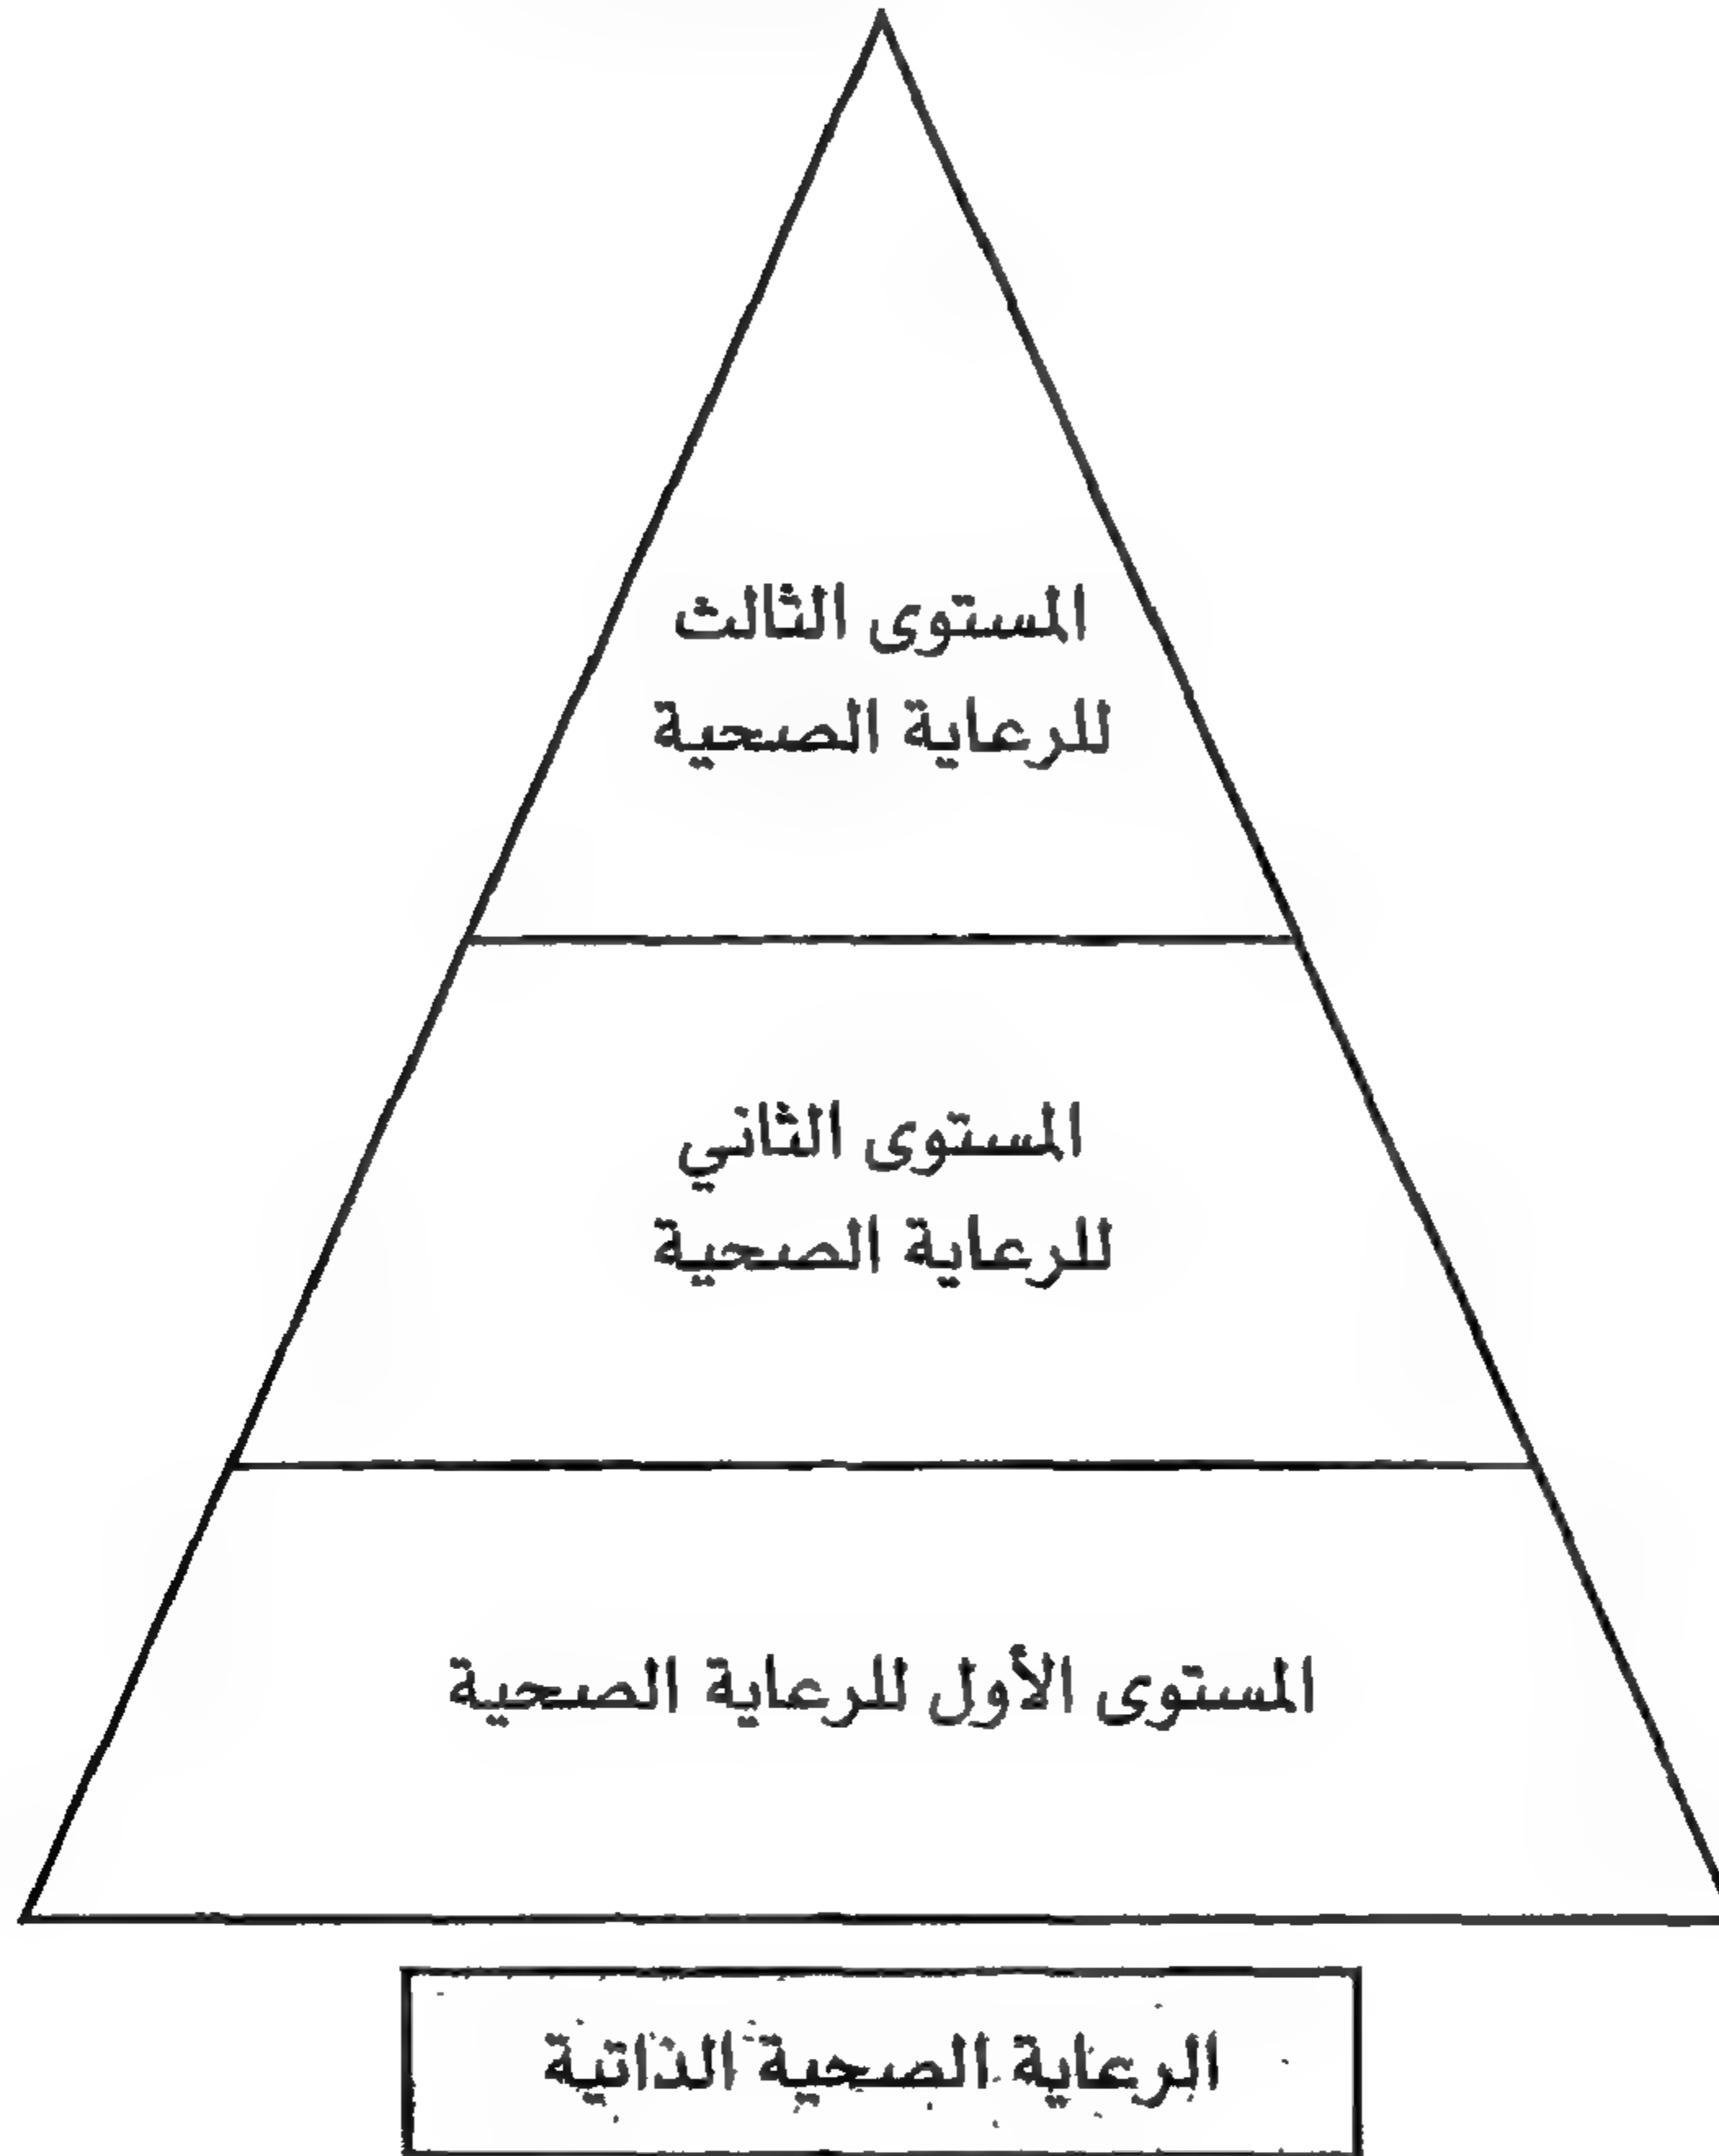 المستوى الثالث
للرعاية الصحية
المستوى الثاني
للرعاية الصحية
المستوى الأول للرعاية الصحية
الرعاية الصحية الذاتية